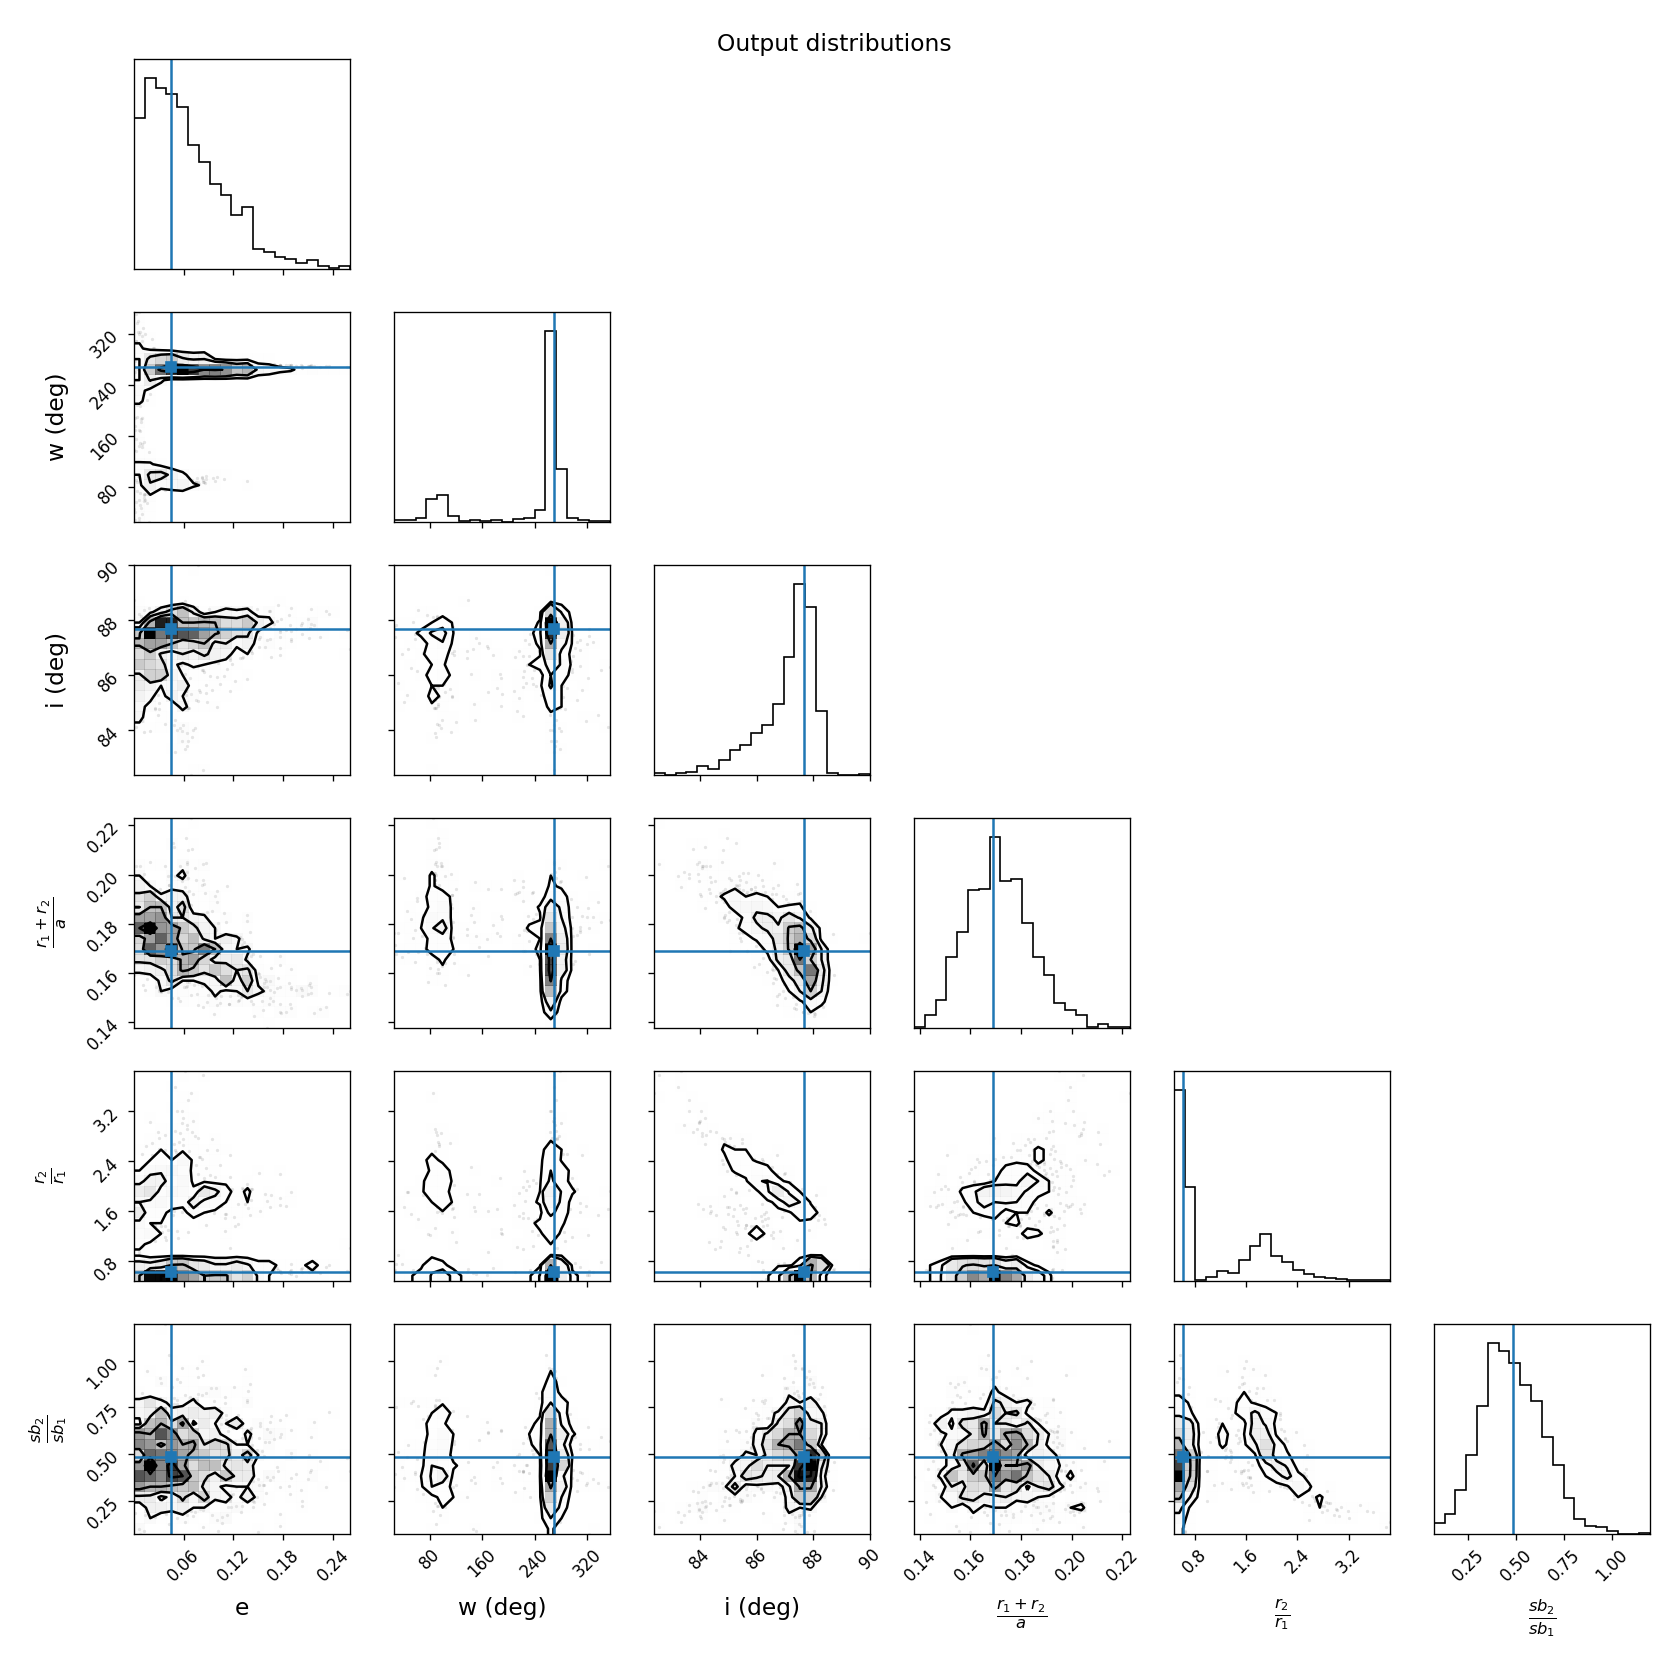 Output distributions
320
240
160
80
w (deg)
90
88
86
84
i (deg)
0.22
0.20
0.18
0.16
0.14
r₁ + r₂
a
3.2
2.4
1.6
0.8
r₂
r₁
1.00
0.75
0.50
0.25
sb₂
sb₁
0.06 0.12 0.18 0.24 80 160 240 320 84 86 88 90 0.14 0.16 0.18 0.20 0.22 0.8 1.6 2.4 3.2 0.25 0.50 0.75 1.00
e w (deg) i (deg)
r₁ + r₂ r₂ sb₂
a r₁ sb₁